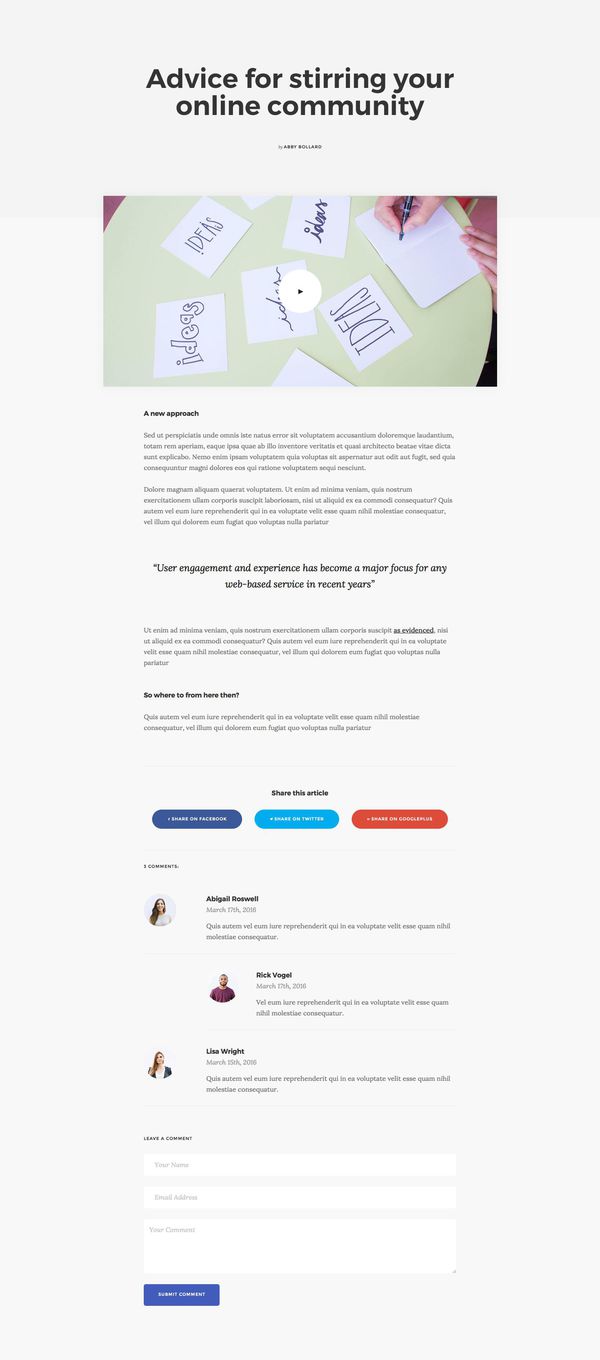 Advice for stirring your
online community
by ABBY BOLLARD
IDEAS
ideas
ideas
ideas
IDEAS
A new approach
Sed ut perspiciatis unde omnis iste natus error sit voluptatem accusantium doloremque laudantium,
totam rem aperiam, eaque ipsa quae ab illo inventore veritatis et quasi architecto beatae vitae dicta
sunt explicabo. Nemo enim ipsam voluptatem quia voluptas sit aspernatur aut odit aut fugit, sed quia
consequuntur magni dolores eos qui ratione voluptatem sequi nesciunt.
Dolore magnam aliquam quaerat voluptatem. Ut enim ad minima veniam, quis nostrum
exercitationem ullam corporis suscipit laboriosam, nisi ut aliquid ex ea commodi consequatur? Quis
autem vel eum iure reprehenderit qui in ea voluptate velit esse quam nihil molestiae consequatur,
vel illum qui dolorem eum fugiat quo voluptas nulla pariatur
“User engagement and experience has become a major focus for any
web-based service in recent years”
Ut enim ad minima veniam, quis nostrum exercitationem ullam corporis suscipit as evidenced, nisi
ut aliquid ex ea commodi consequatur? Quis autem vel eum iure reprehenderit qui in ea voluptate
velit esse quam nihil molestiae consequatur, vel illum qui dolorem eum fugiat quo voluptas nulla
pariatur
So where to from here then?
Quis autem vel eum iure reprehenderit qui in ea voluptate velit esse quam nihil molestiae
consequatur, vel illum qui dolorem eum fugiat quo voluptas nulla pariatur
Share this article
SHARE ON FACEBOOK
SHARE ON TWITTER
SHARE ON GOOGLEPLUS
3 COMMENTS:
Abigail Roswell
March 17th, 2016
Quis autem vel eum iure reprehenderit qui in ea voluptate velit esse quam nihil
molestiae consequatur.
Rick Vogel
March 17th, 2016
Vel eum iure reprehenderit qui in ea voluptate velit esse quam
nihil molestiae consequatur.
Lisa Wright
March 15th, 2016
Quis autem vel eum iure reprehenderit qui in ea voluptate velit esse quam nihil
molestiae consequatur.
LEAVE A COMMENT
Your Name
Email Address
Your Comment
SUBMIT COMMENT